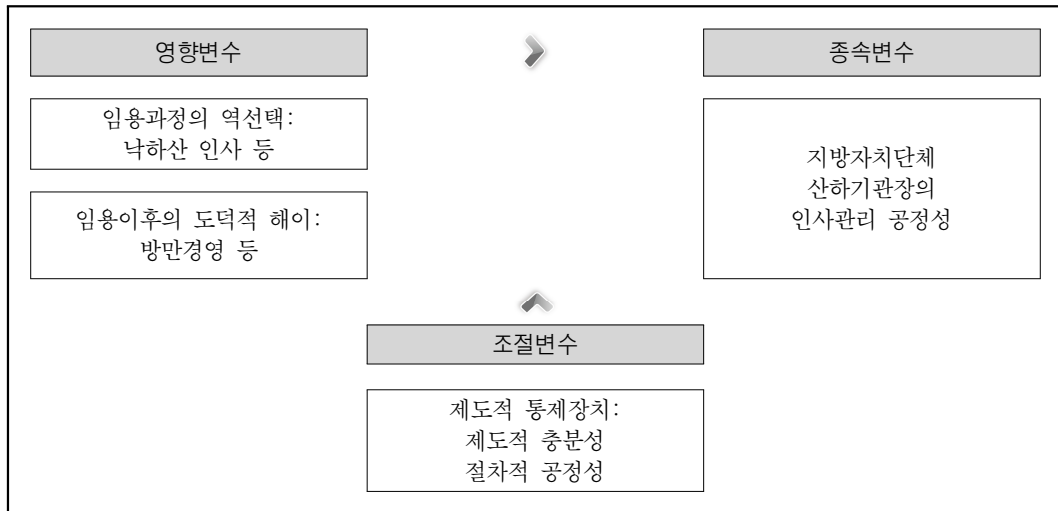 영향변수
종속변수
임용과정의 역선택:
낙하산 인사 등
임용이후의 도덕적 해이:
방만경영 등
지방자치단체
산하기관장의
인사관리 공정성
조절변수
제도적 통제장치:
제도적 충분성
절차적 공정성